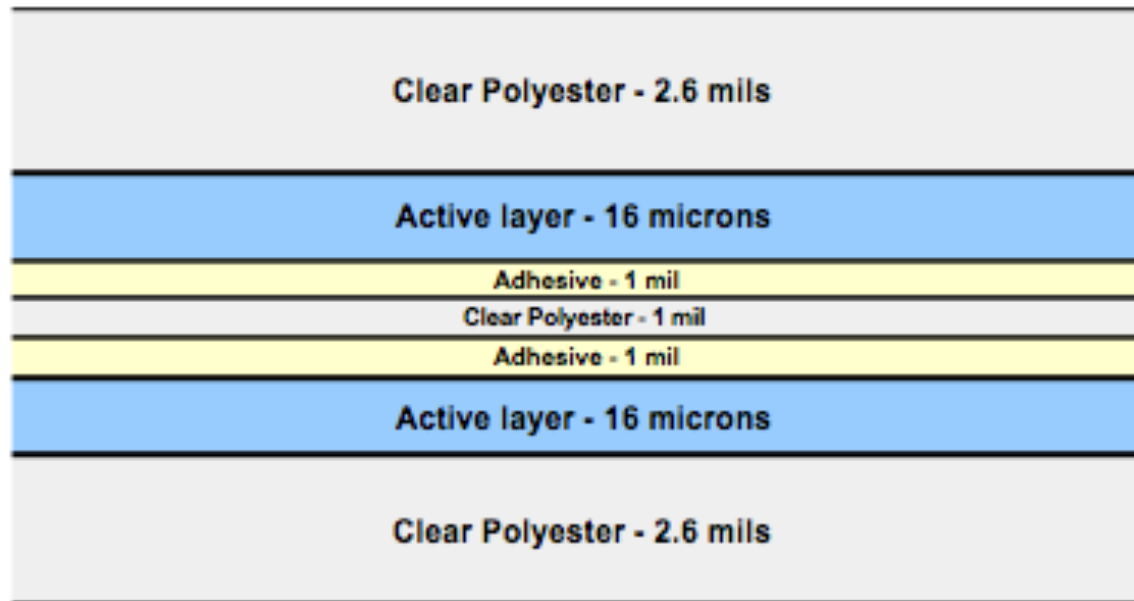 Clear Polyester - 2.6 mils
Active layer - 16 microns
Adhesive - 1 mil
Clear Polyester - 1 mil
Adhesive - 1 mil
Active layer - 16 microns
Clear Polyester - 2.6 mils